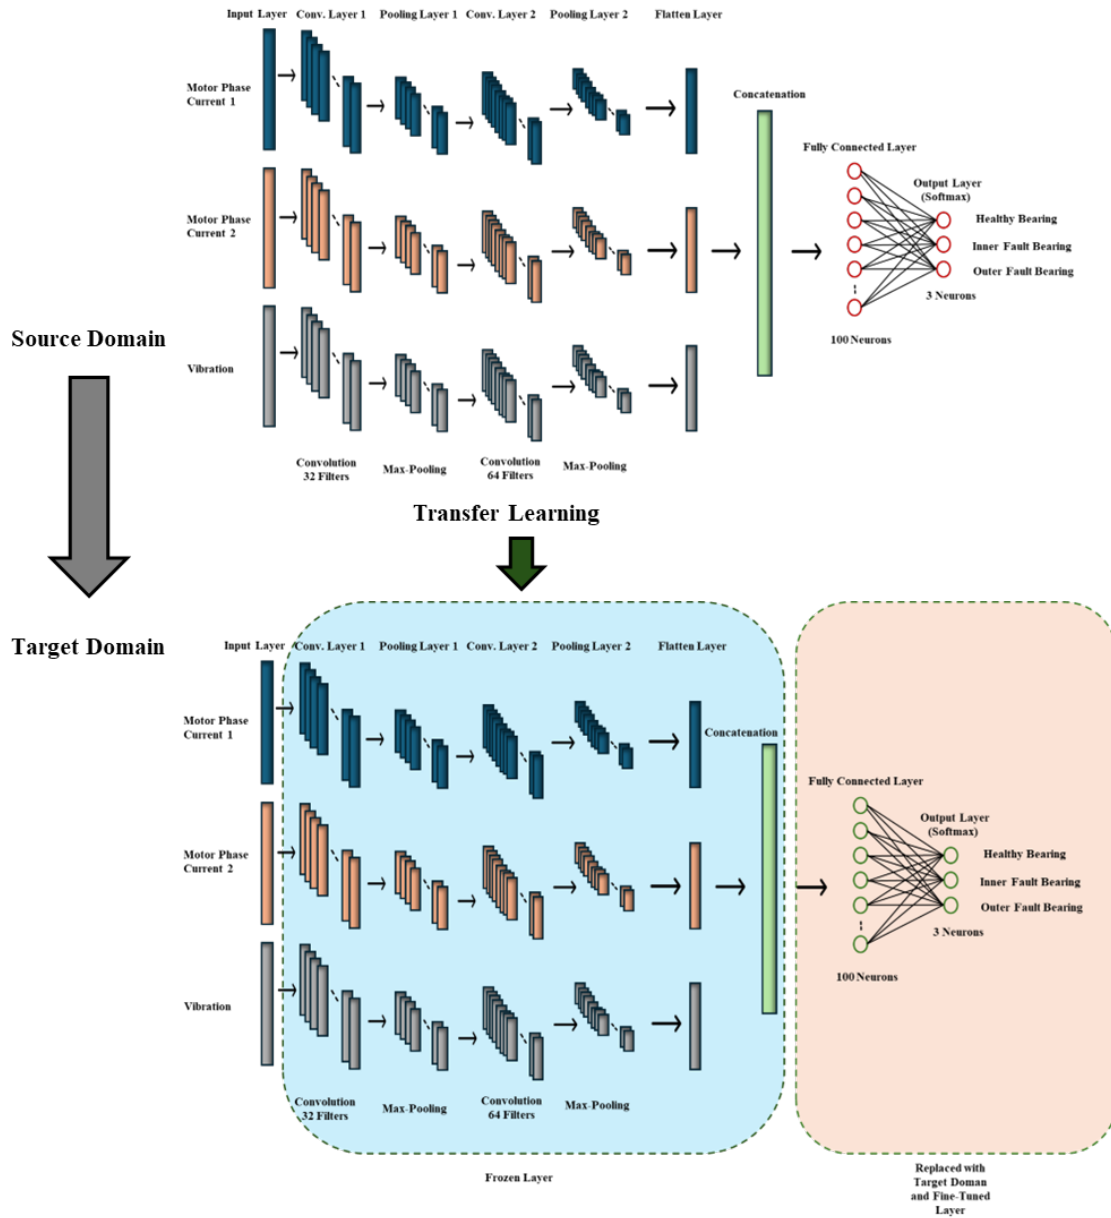 Input Layer Conv. Layer 1 Pooling Layer 1 Conv. Layer 2 Pooling Layer 2 Flatten Layer
Motor Phase
Current 1
Concatenation
Fully Connected Layer
Output Layer
(Softmax)
Motor Phase
Current 2
Healthy Bearing
Inner Fault Bearing
Outer Fault Bearing
3 Neurons
100 Neurons
Source Domain
Vibration
Convolution
32 Filters
Max-Pooling
Convolution
64 Filters
Max-Pooling
Transfer Learning
Target Domain
Input Layer Conv. Layer 1 Pooling Layer 1 Conv. Layer 2 Pooling Layer 2 Flatten Layer
Motor Phase
Current 1
Concatenation
Fully Connected Layer
Output Layer
(Softmax)
Motor Phase
Current 2
Healthy Bearing
Inner Fault Bearing
Outer Fault Bearing
3 Neurons
100 Neurons
Vibration
Convolution
32 Filters
Max-Pooling
Convolution
64 Filters
Max-Pooling
Frozen Layer
Replaced with
Target Doman
and Fine-Tuned
Layer